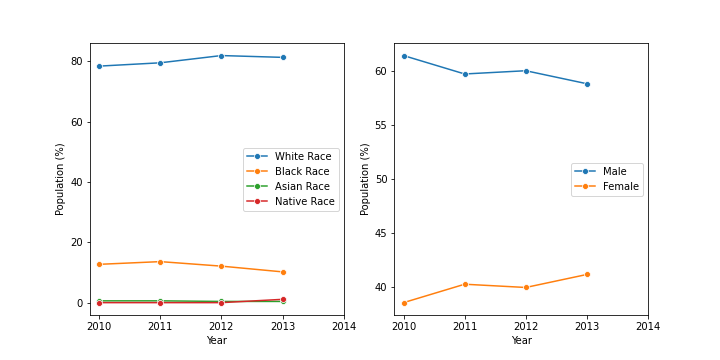 80
60
40
20
0
Population (%)
White Race
Black Race
Asian Race
Native Race
2010 2011 2012 2013 2014
Year
60
55
50
45
40
Population (%)
Male
Female
2010 2011 2012 2013 2014
Year